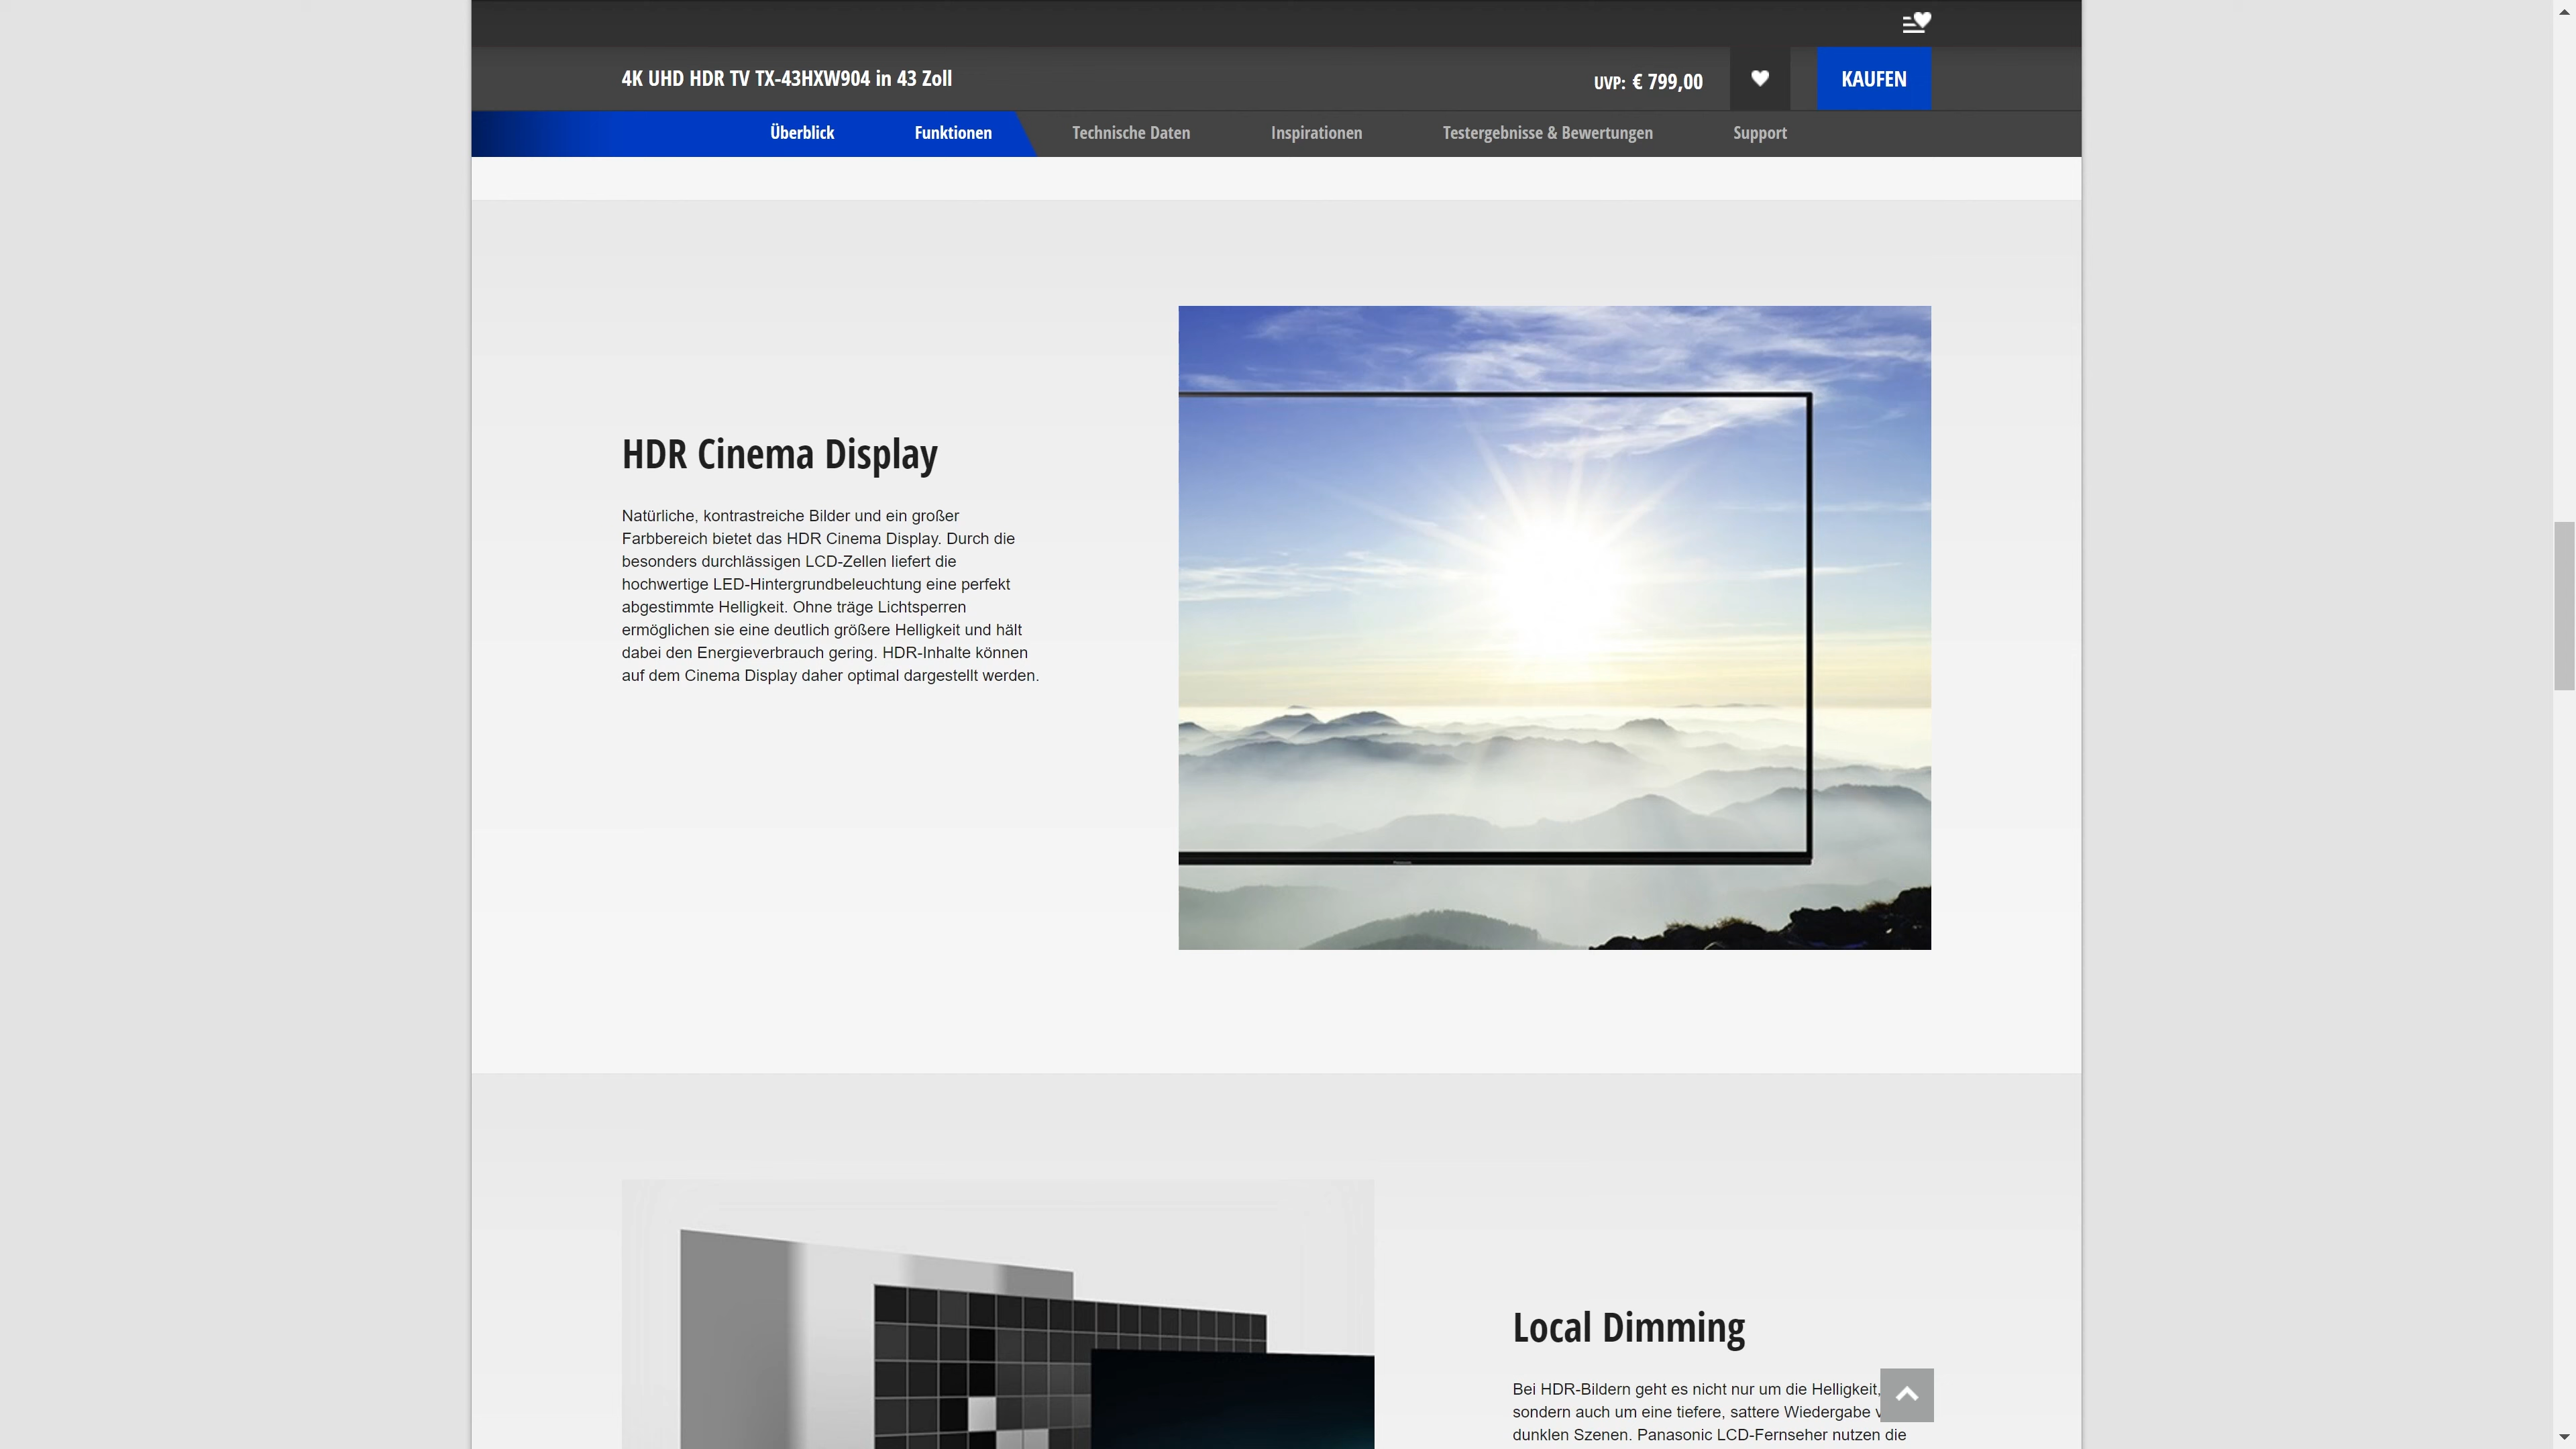 4K UHD HDR TV TX-43HXW904 in 43 Zoll
UVP: € 799,00
KAUFEN
Überblick
Funktionen
Technische Daten
Inspirationen
Testergebnisse & Bewertungen
Support
HDR Cinema Display
Natürliche, kontrastreiche Bilder und ein großer
Farbbereich bietet das HDR Cinema Display. Durch die
besonders durchlässigen LCD-Zellen liefert die
hochwertige LED-Hintergrundbeleuchtung eine perfekt
abgestimmte Helligkeit. Ohne träge Lichtsperren
ermöglichen sie eine deutlich größere Helligkeit und hält
dabei den Energieverbrauch gering. HDR-Inhalte können
auf dem Cinema Display daher optimal dargestellt werden.
Local Dimming
Bei HDR-Bildern geht es nicht nur um die Helligkeit,
sondern auch um eine tiefere, sattere Wiedergabe
dunklen Szenen. Panasonic LCD-Fernseher nutzen die